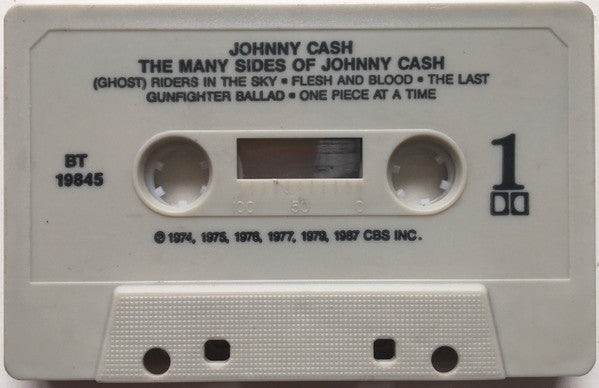 JOHNNY CASH
THE MANY SIDES OF JOHNNY CASH
(GHOST) RIDERS IN THE SKY ▪ FLESH AND BLOOD ▪ THE LAST
GUNFIGHTER BALLAD ▪ ONE PIECE AT A TIME
BT
19845
1
100 50 0
℗ 1974, 1975, 1976, 1977, 1979, 1987 CBS INC.